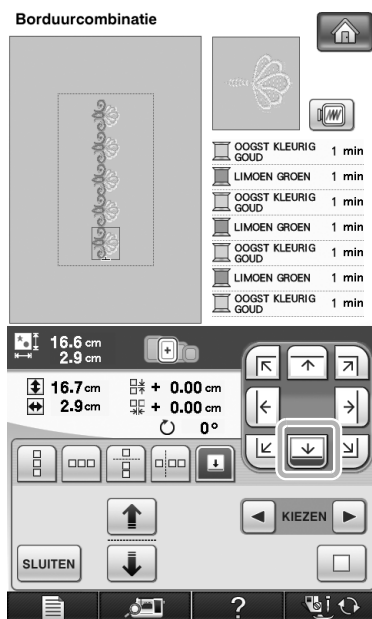 Borduurcombinatie
OOGST KLEURIG
GOUD
1 min
LIMOEN GROEN
1 min
OOGST KLEURIG
GOUD
1 min
LIMOEN GROEN
1 min
OOGST KLEURIG
GOUD
1 min
LIMOEN GROEN
1 min
OOGST KLEURIG
GOUD
1 min
16.6 cm
2.9 cm
16.7 cm
+ 0.00 cm
2.9 cm
+ 0.00 cm
0°
KIEZEN
SLUITEN
?